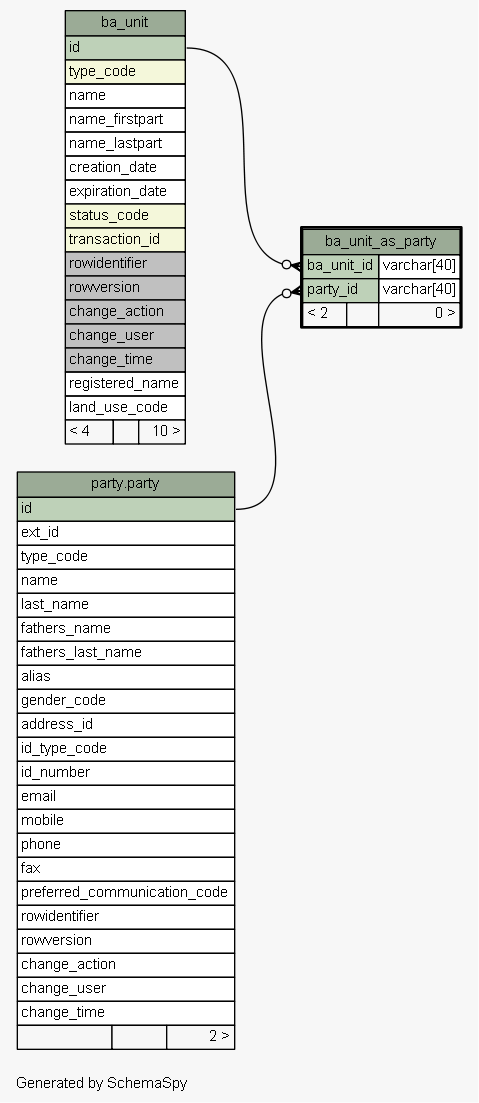 ba_unit
id
type_code
name
name_firstpart
name_lastpart
creation_date
expiration_date
status_code
transaction_id
rowidentifier
rowversion
change_action
change_user
change_time
registered_name
land_use_code
< 4 10 >
ba_unit_as_party
ba_unit_id varchar[40]
party_id varchar[40]
< 2 0 >
party.party
id
ext_id
type_code
name
last_name
fathers_name
fathers_last_name
alias
gender_code
address_id
id_type_code
id_number
email
mobile
phone
fax
preferred_communication_code
rowidentifier
rowversion
change_action
change_user
change_time
2 >
Generated by SchemaSpy